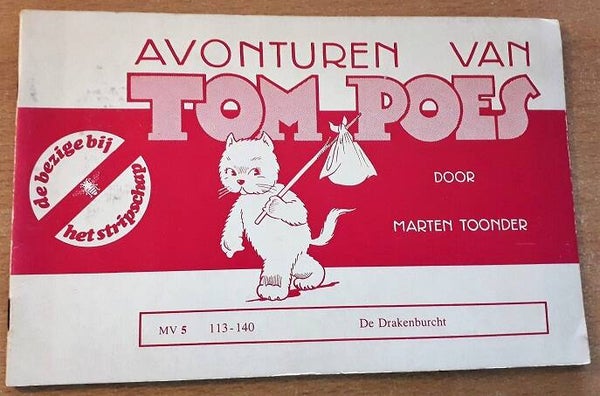 AVONTUREN VAN
TOM POES
DOOR
MARTEN TOONDER
de bezige bij
het stripschap
MV 5 113-140 De Drakenburcht